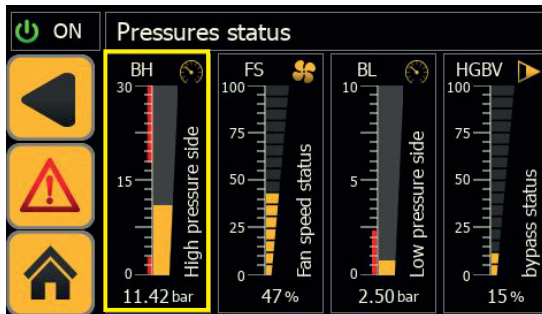 ON
Pressures status
BH
30
15
0
High pressure side
11.42 bar
FS
100
75
50
25
0
Fan speed status
47 %
BL
10
5
0
Low pressure side
2.50 bar
HGBV
100
75
50
25
0
bypass status
15 %